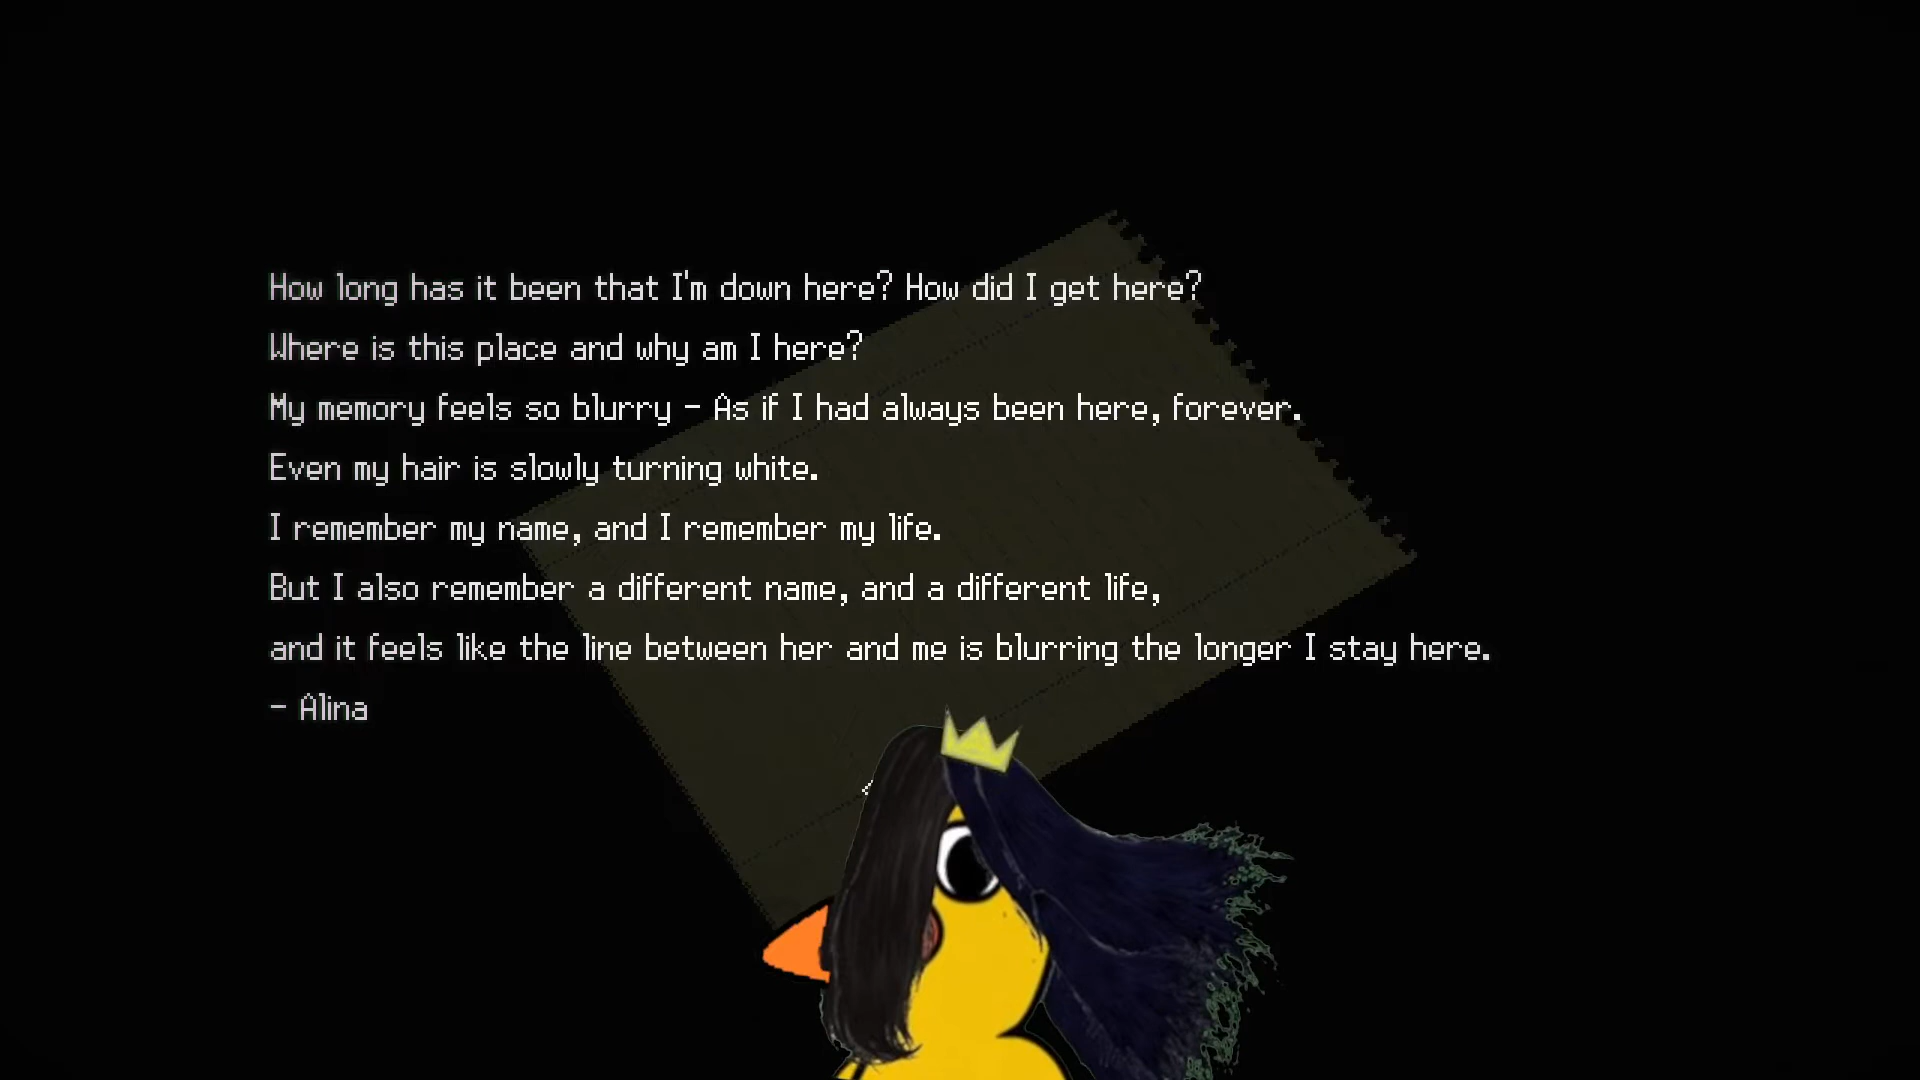 How long has it been that I'm down here? How did I get here?
Where is this place and why am I here?
My memory feels so blurry - As if I had always been here, forever.
Even my hair is slowly turning white.
I remember my name, and I remember my life.
But I also remember a different name, and a different life,
and it feels like the line between her and me is blurring the longer I stay here.
- Alina